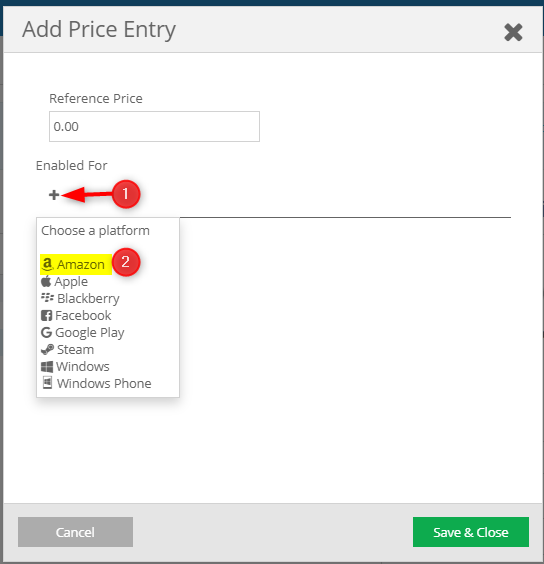 Add Price Entry
Reference Price
0.00
Enabled For
1
Choose a platform
Amazon
2
Apple
Blackberry
Facebook
Google Play
Steam
Windows
Windows Phone
Cancel
Save & Close